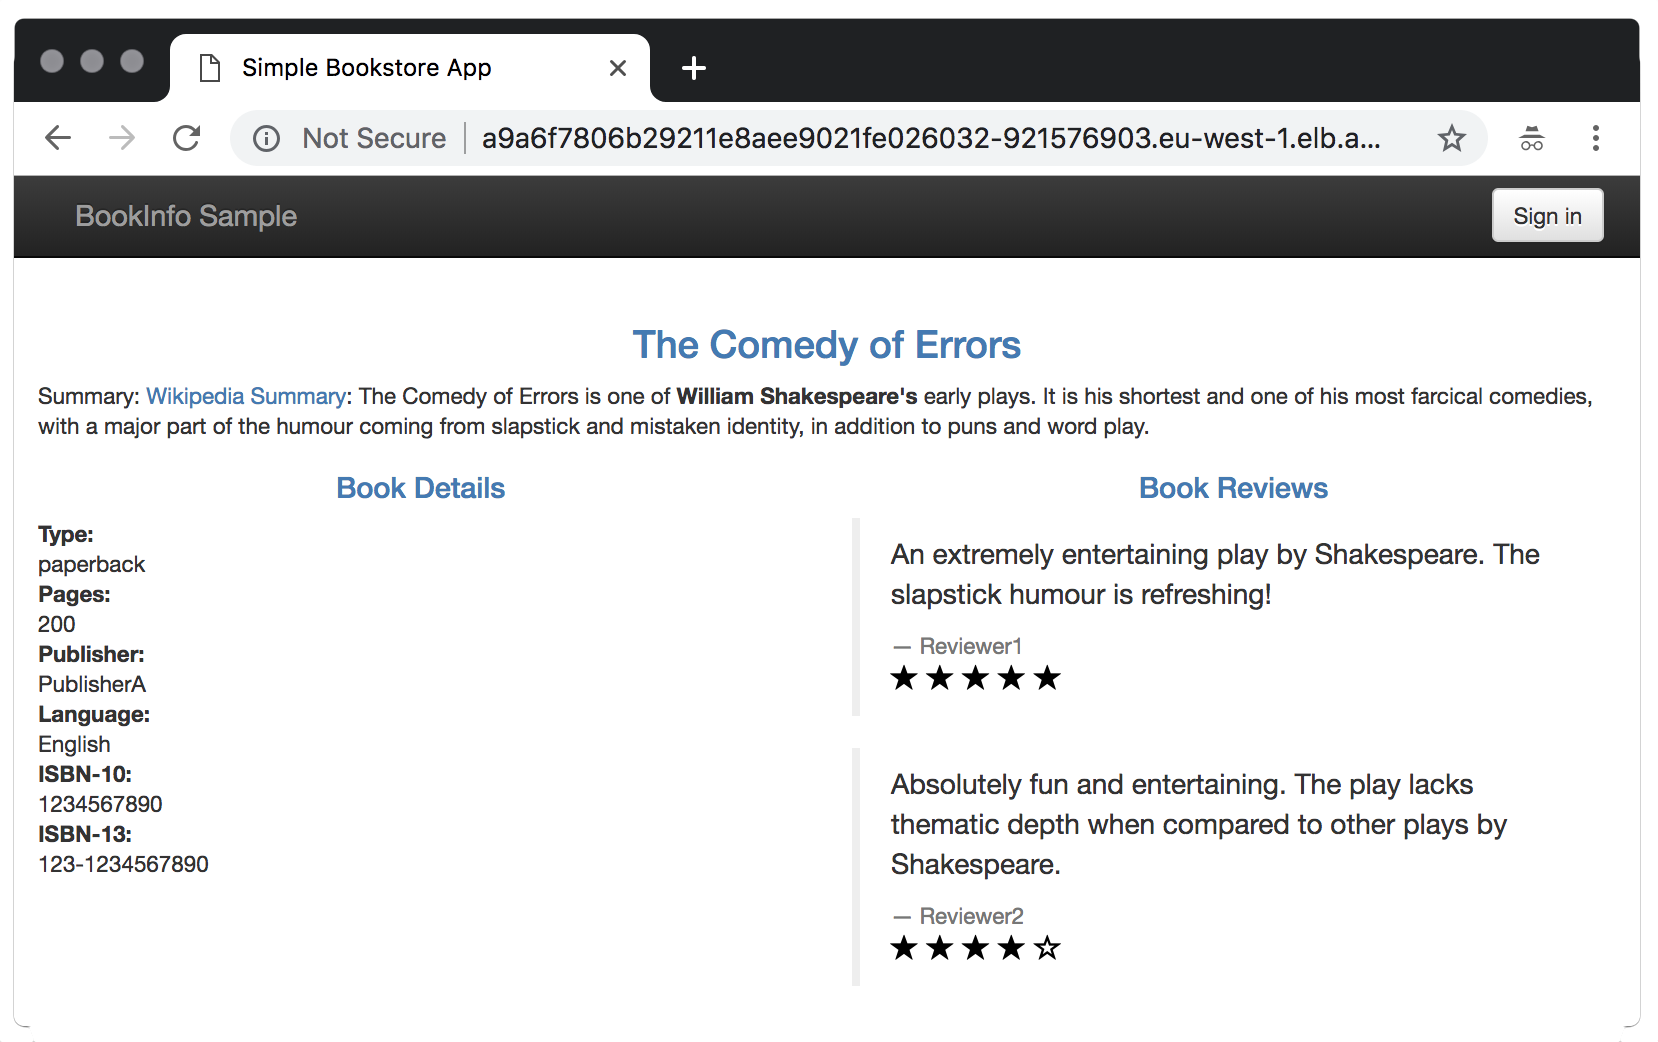 Simple Bookstore App
Not Secure a9a6f7806b29211e8aee9021fe026032-921576903.eu-west-1.elb.a...
BookInfo Sample
Sign in
The Comedy of Errors
Summary: Wikipedia Summary: The Comedy of Errors is one of William Shakespeare's early plays. It is his shortest and one of his most farcical comedies,
with a major part of the humour coming from slapstick and mistaken identity, in addition to puns and word play.
Book Details
Type:
paperback
Pages:
200
Publisher:
PublisherA
Language:
English
ISBN-10:
1234567890
ISBN-13:
123-1234567890
Book Reviews
An extremely entertaining play by Shakespeare. The
slapstick humour is refreshing!
— Reviewer1
★★★★★
Absolutely fun and entertaining. The play lacks
thematic depth when compared to other plays by
Shakespeare.
— Reviewer2
★★★★☆